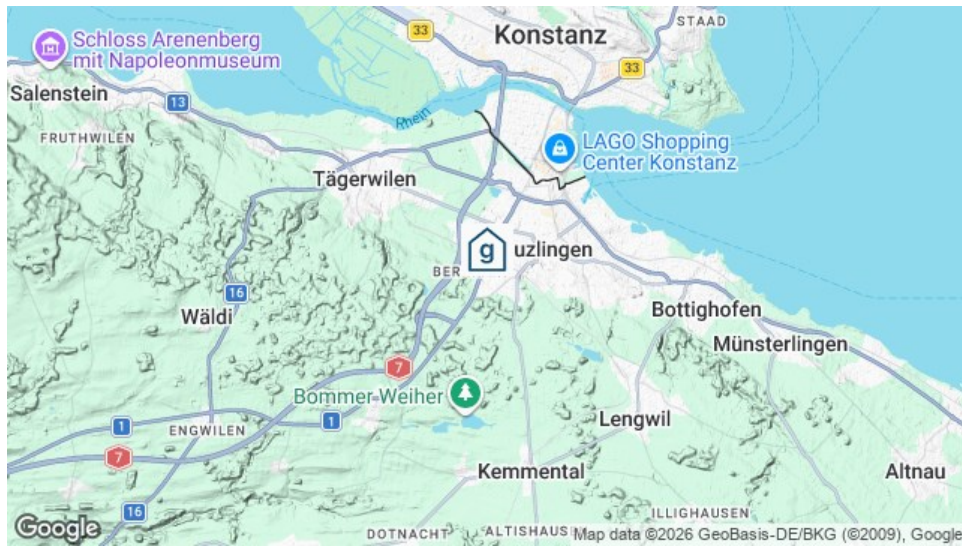 Konstanz
STAAD
33
33
Schloss Arenenberg
mit Napoleonmuseum
Salenstein
13
Rhein
FRUTHWILEN
LAGO Shopping
Center Konstanz
Tägerwilen
g
uzlingen
BER
16
Wäldi
Bottighofen
Münsterlingen
7
Bommer Weiher
1
1
ENGWILEN
Lengwil
7
Kemmental
Altnau
16
ILLIGHAUSEN
Google
DOTNACHT
ALTISHAUSEN
Map data ©2026 GeoBasis-DE/BKG (©2009), Google